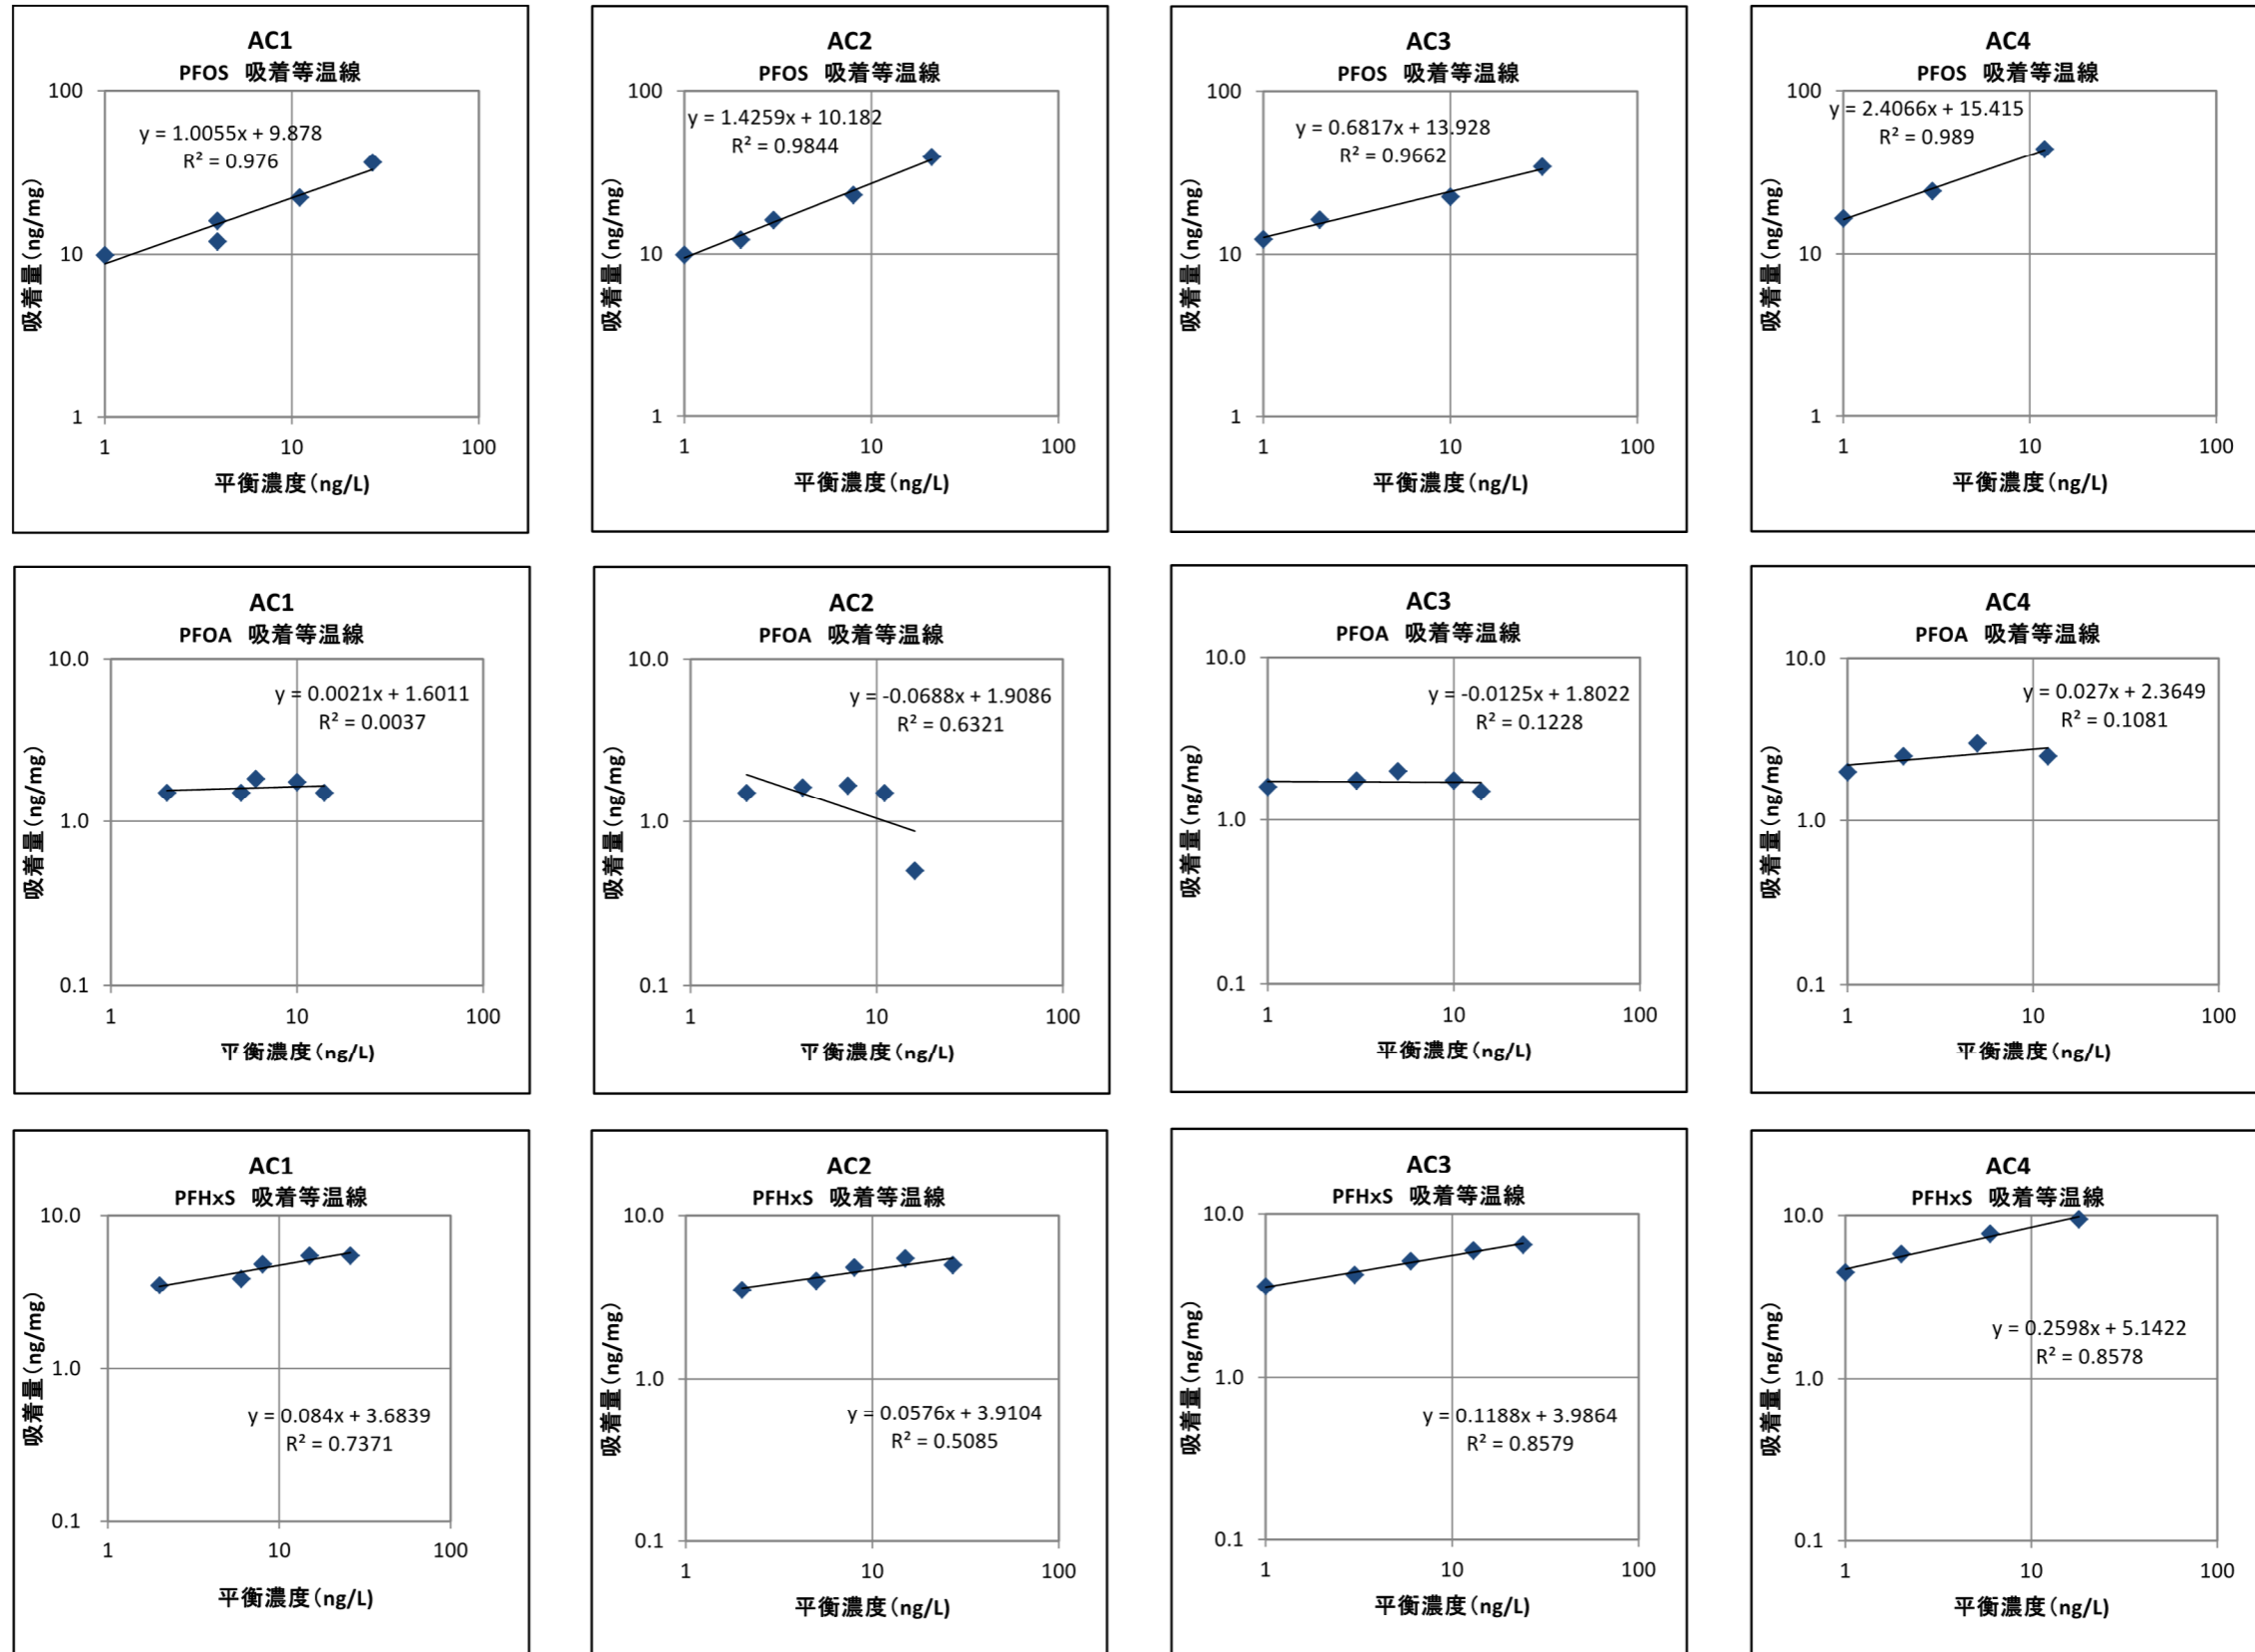 AC1
PFOS 吸着等温線
y = 1.0055x + 9.878
R² = 0.976
100
10
1
1 10 100
吸着量(ng/mg)
平衡濃度(ng/L)
AC2
PFOS 吸着等温線
y = 1.4259x + 10.182
R² = 0.9844
100
10
1
1 10 100
吸着量(ng/mg)
平衡濃度(ng/L)
AC3
PFOS 吸着等温線
y = 0.6817x + 13.928
R² = 0.9662
100
10
1
1 10 100
吸着量(ng/mg)
平衡濃度(ng/L)
AC4
PFOS 吸着等温線
y = 2.4066x + 15.415
R² = 0.989
100
10
1
1 10 100
吸着量(ng/mg)
平衡濃度(ng/L)
AC1
PFOA 吸着等温線
y = 0.0021x + 1.6011
R² = 0.0037
10.0
1.0
0.1
1 10 100
吸着量(ng/mg)
平衡濃度(ng/L)
AC2
PFOA 吸着等温線
y = -0.0688x + 1.9086
R² = 0.6321
10.0
1.0
0.1
1 10 100
吸着量(ng/mg)
平衡濃度(ng/L)
AC3
PFOA 吸着等温線
y = -0.0125x + 1.8022
R² = 0.1228
10.0
1.0
0.1
1 10 100
吸着量(ng/mg)
平衡濃度(ng/L)
AC4
PFOA 吸着等温線
y = 0.027x + 2.3649
R² = 0.1081
10.0
1.0
0.1
1 10 100
吸着量(ng/mg)
平衡濃度(ng/L)
AC1
PFHxS 吸着等温線
10.0
1.0
0.1
y = 0.084x + 3.6839
R² = 0.7371
1 10 100
吸着量(ng/mg)
平衡濃度(ng/L)
AC2
PFHxS 吸着等温線
10.0
1.0
0.1
y = 0.0576x + 3.9104
R² = 0.5085
1 10 100
吸着量(ng/mg)
平衡濃度(ng/L)
AC3
PFHxS 吸着等温線
10.0
1.0
0.1
y = 0.1188x + 3.9864
R² = 0.8579
1 10 100
吸着量(ng/mg)
平衡濃度(ng/L)
AC4
PFHxS 吸着等温線
10.0
1.0
0.1
y = 0.2598x + 5.1422
R² = 0.8578
1 10 100
吸着量(ng/mg)
平衡濃度(ng/L)